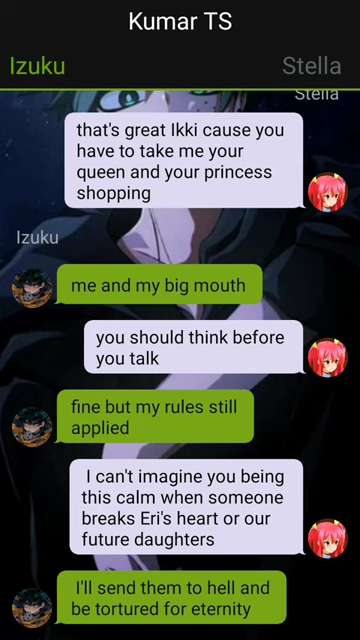 Kumar TS
Izuku
Stella
Stella
that's great Ikki cause you
have to take me your
queen and your princess
shopping
Izuku
me and my big mouth
you should think before
you talk
fine but my rules still
applied
I can't imagine you being
this calm when someone
breaks Eri's heart or our
future daughters
I'll send them to hell and
be tortured for eternity